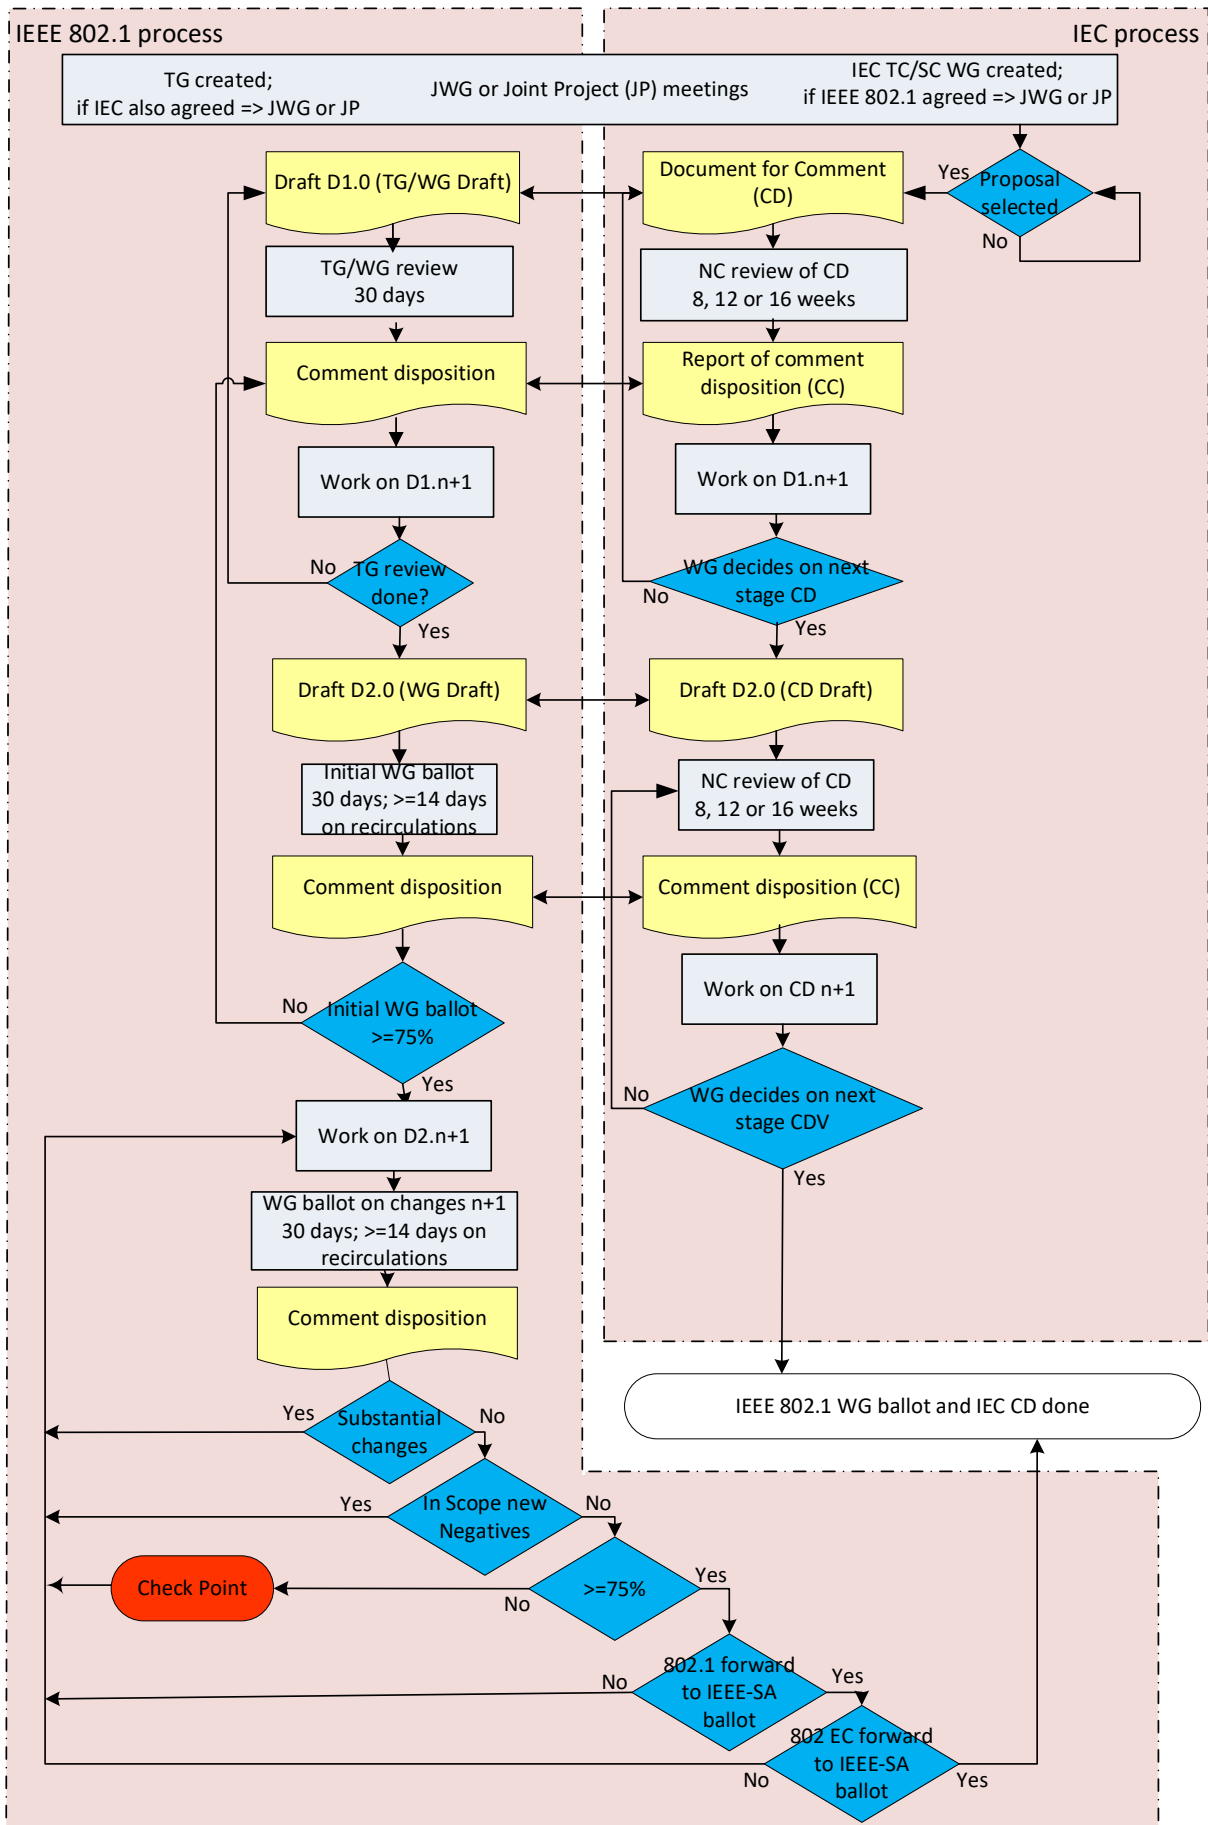 IEEE 802.1 process
IEC process
TG created;
if IEC also agreed => JWG or JP
JWG or Joint Project (JP) meetings
IEC TC/SC WG created;
if IEEE 802.1 agreed => JWG or JP
Draft D1.0 (TG/WG Draft)
Document for Comment
(CD)
Yes
Proposal
selected
No
TG/WG review
30 days
NC review of CD
8, 12 or 16 weeks
Comment disposition
Report of comment
disposition (CC)
Work on D1.n+1
Work on D1.n+1
No
TG review
done?
Yes
WG decides on next
stage CD
No
Yes
Draft D2.0 (WG Draft)
Draft D2.0 (CD Draft)
Initial WG ballot
30 days; >=14 days
on recirculations
NC review of CD
8, 12 or 16 weeks
Comment disposition
Comment disposition (CC)
No
Initial WG ballot
>=75%
Yes
Work on CD n+1
No
WG decides on next
stage CDV
Yes
Work on D2.n+1
WG ballot on changes n+1
30 days; >=14 days on
recirculations
Comment disposition
Yes
Substantial
changes
No
IEEE 802.1 WG ballot and IEC CD done
Yes
In Scope new
Negatives
No
Check Point
No
>=75%
Yes
No
802.1 forward
to IEEE-SA
ballot
Yes
No
802 EC forward
to IEEE-SA
ballot
Yes